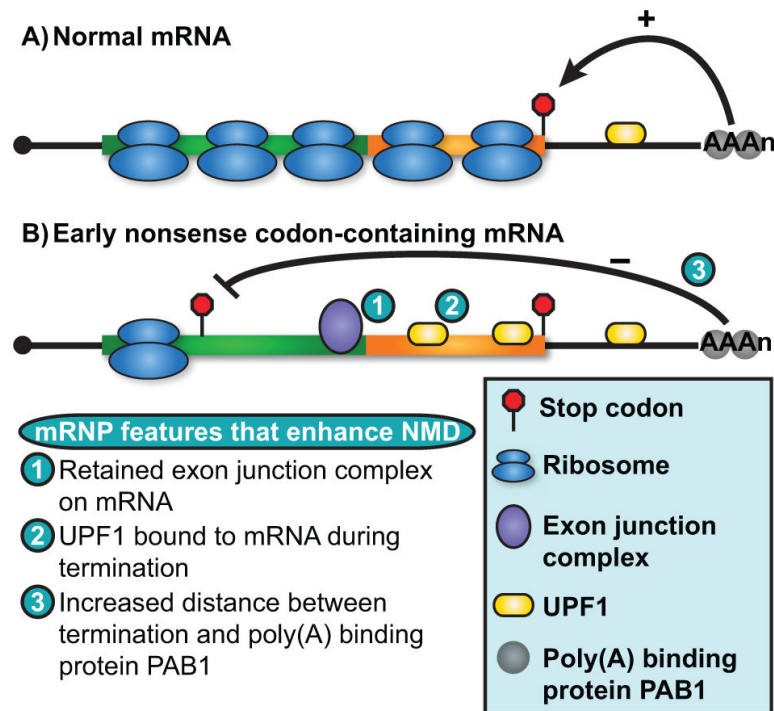 A) Normal mRNA
+
AAAn
B) Early nonsense codon-containing mRNA
–
3
1
2
AAAn
mRNP features that enhance NMD
1 Retained exon junction complex
on mRNA
2 UPF1 bound to mRNA during
termination
3 Increased distance between
termination and poly(A) binding
protein PAB1
Stop codon
Ribosome
Exon junction
complex
UPF1
Poly(A) binding
protein PAB1